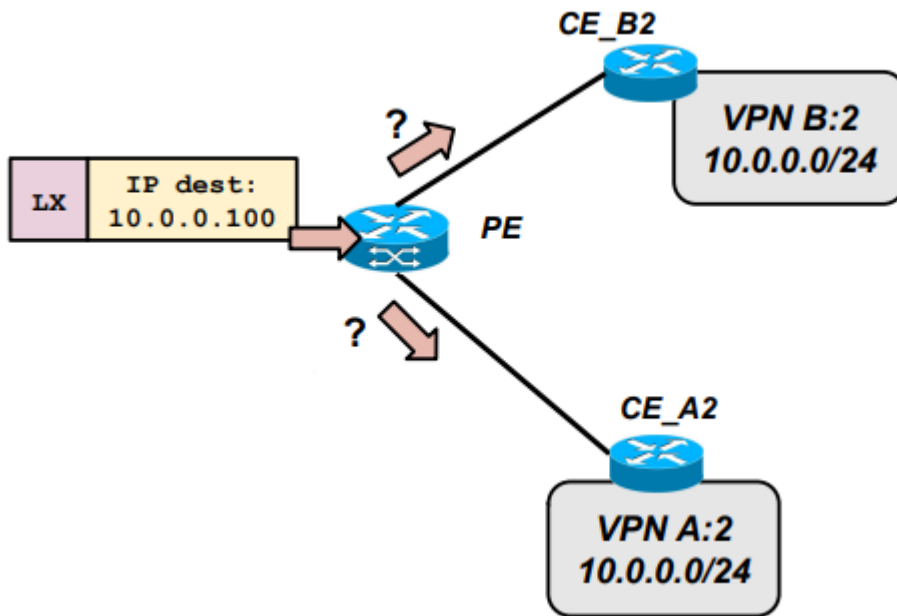 CE_B2
VPN B:2
10.0.0.0/24
?
LX
IP dest:
10.0.0.100
PE
?
CE_A2
VPN A:2
10.0.0.0/24